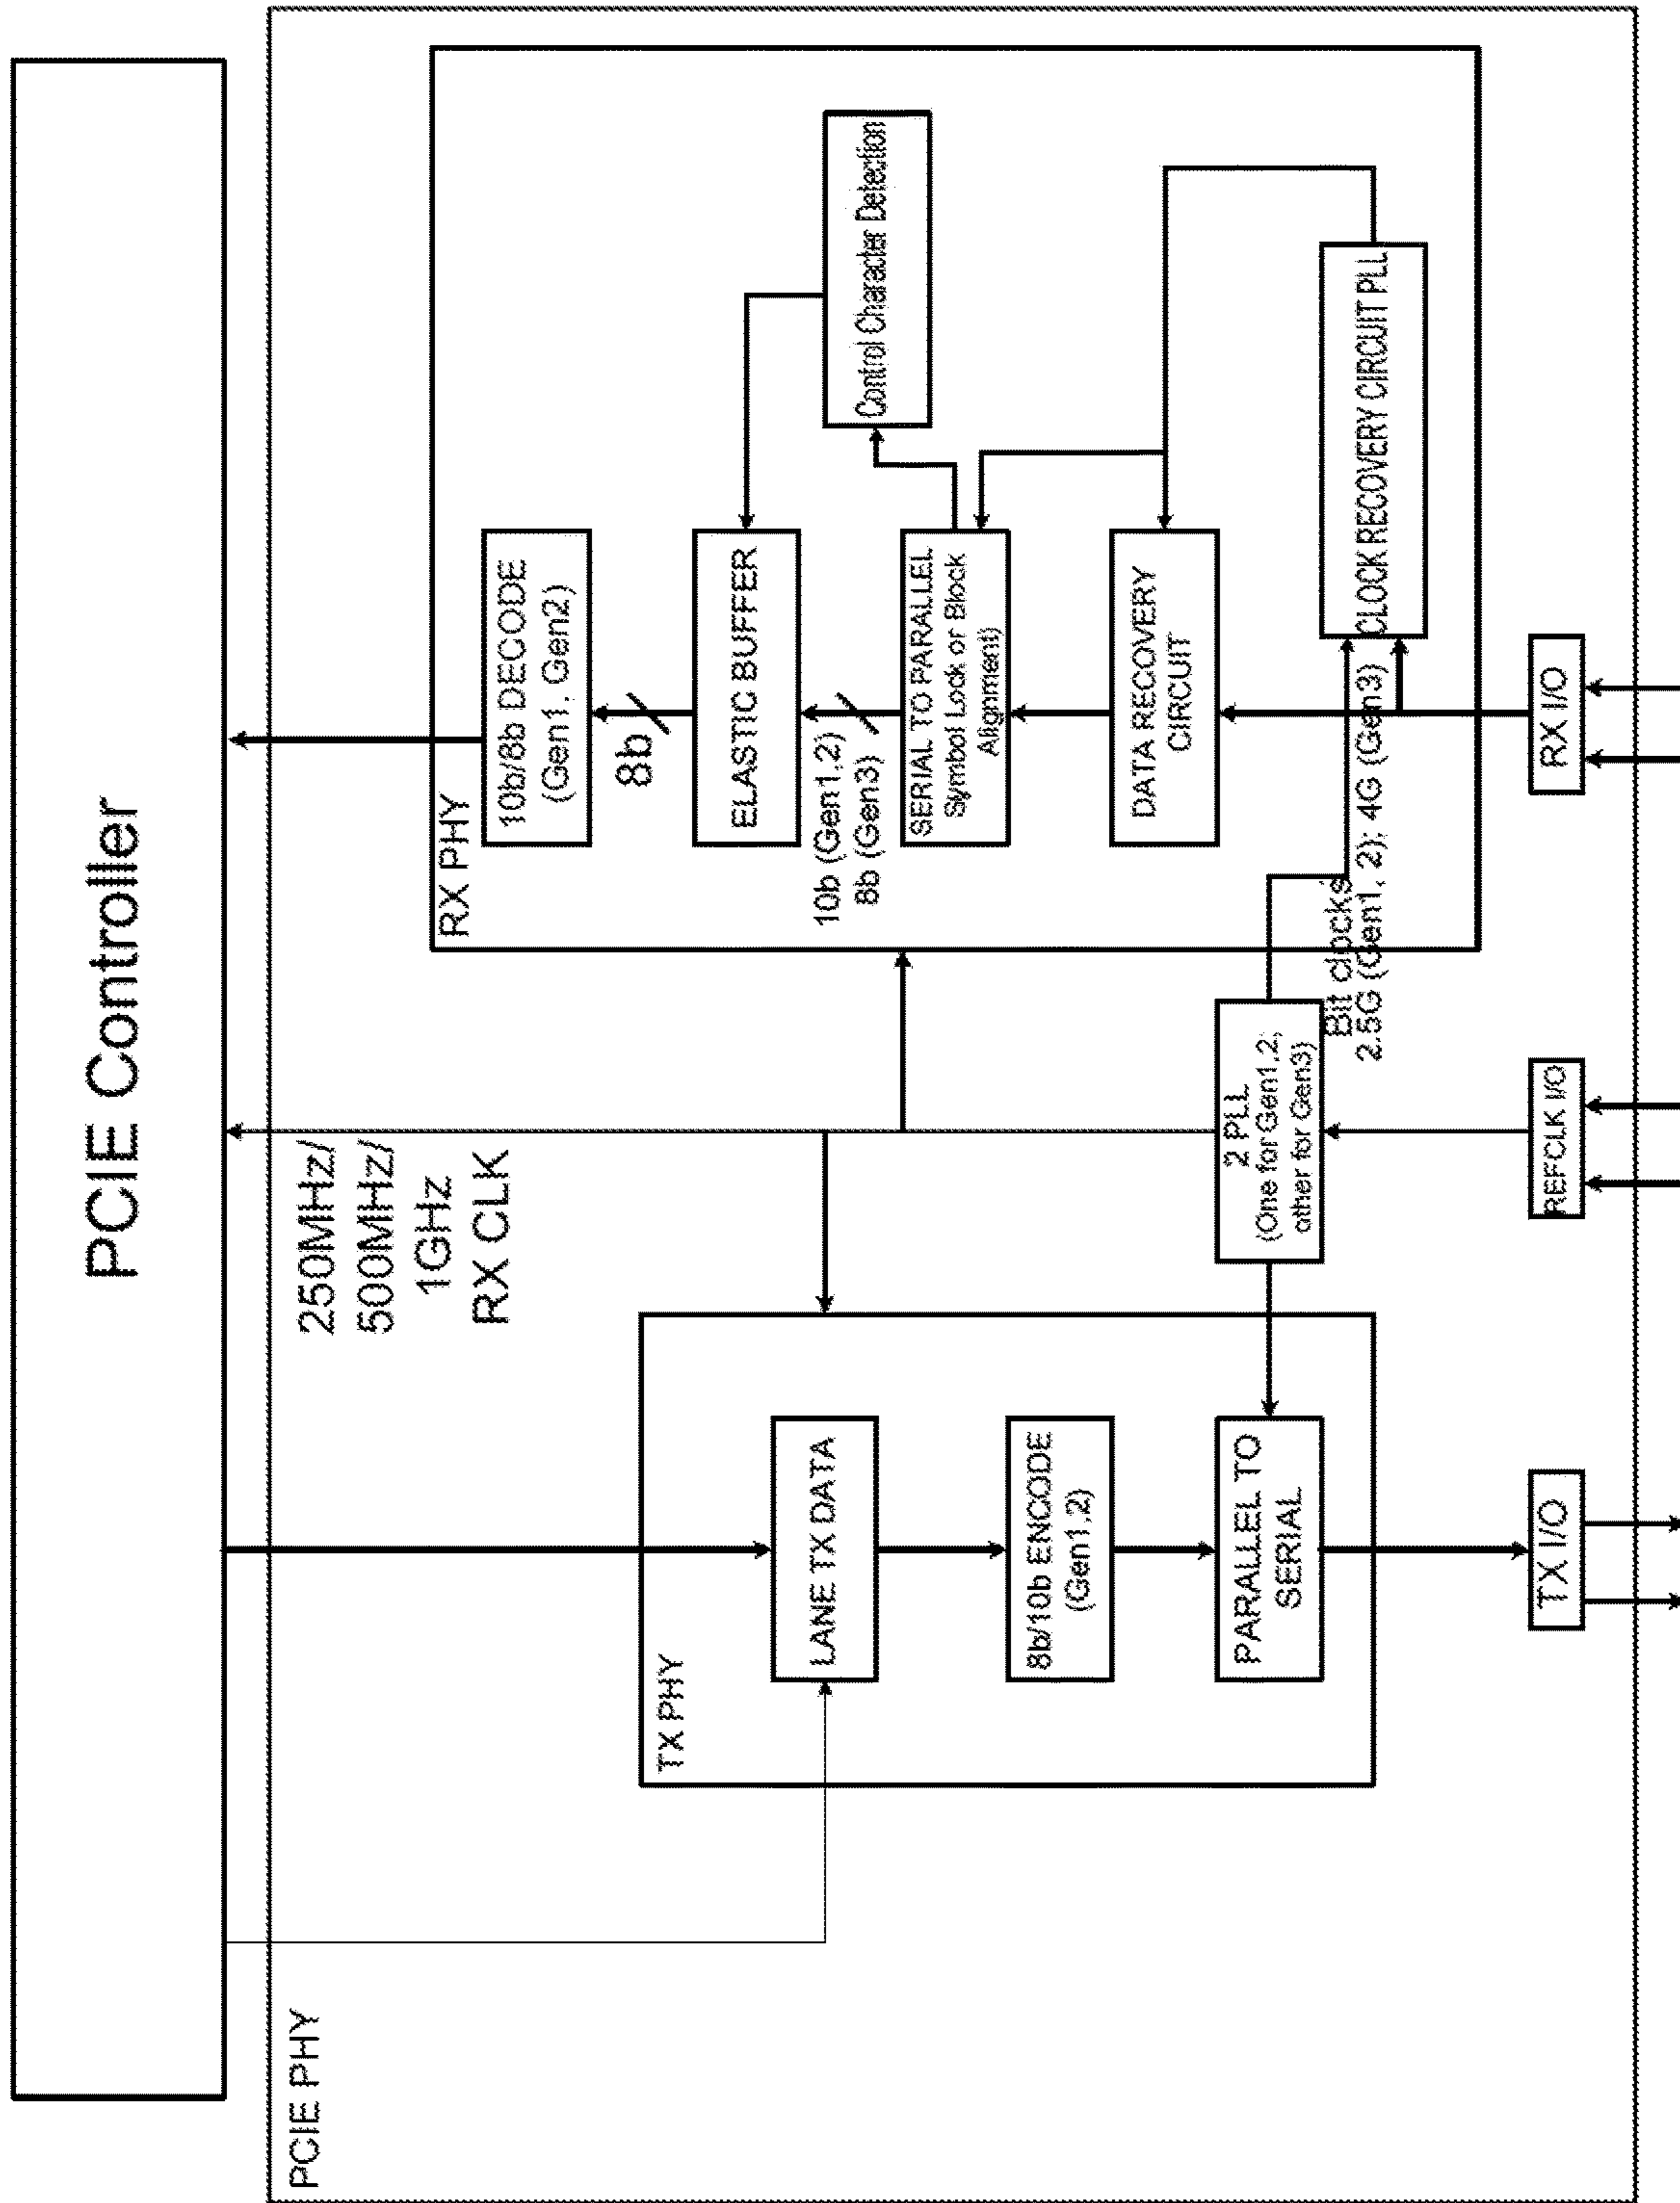 PCIE Controller
PCIE PHY
250MHz/
500MHz/
1GHz
RX CLK
TX PHY
LANE TX DATA
8b/10b ENCODE
(Gen1,2)
PARALLEL TO
SERIAL
TX I/O
2 PLL
(One for Gen1,2;
other for Gen3)
REFCLK I/O
Bit clocks
2.5G (Gen1, 2); 4G (Gen3)
RX PHY
10b/8b DECODE
(Gen1, Gen2)
8b
ELASTIC BUFFER
10b (Gen1,2)
8b (Gen3)
SERIAL TO PARALLEL
Symbol Lock or Block
Alignment)
Control Character Detection
DATA RECOVERY
CIRCUIT
CLOCK RECOVERY CIRCUIT PLL
RX I/O